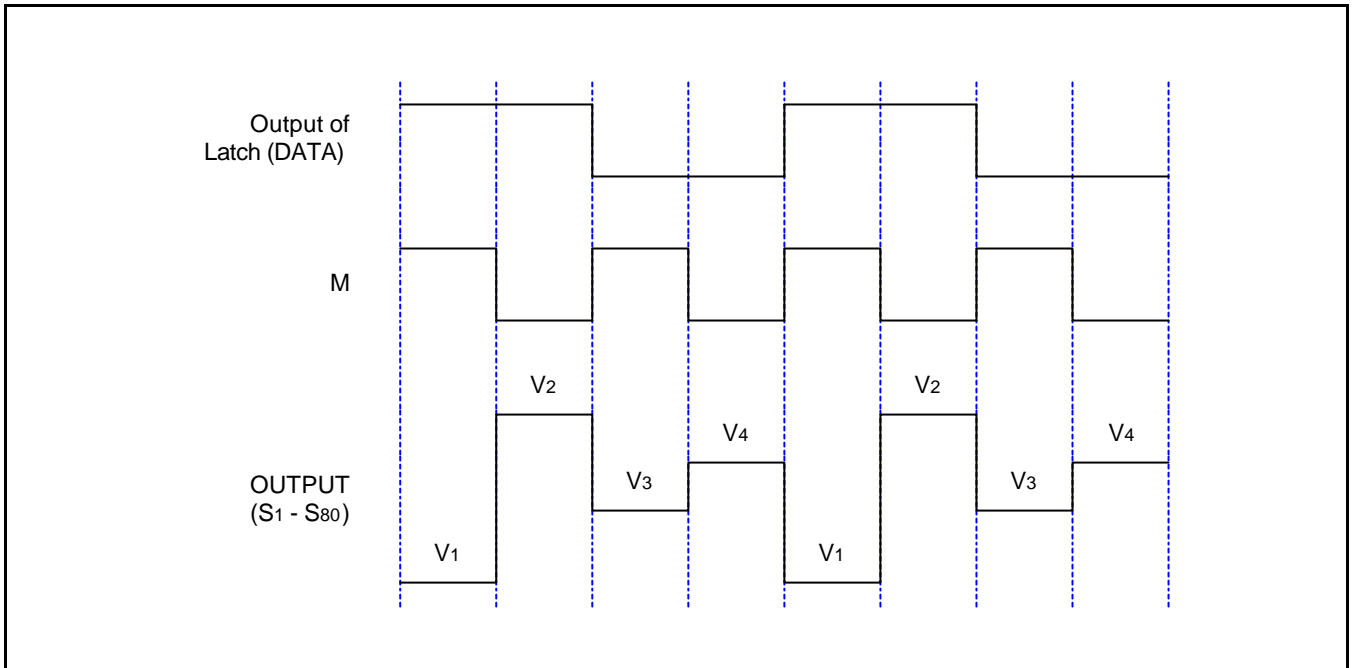 Output of
Latch (DATA)
M
V2
V2
V4
V4
V3
V3
OUTPUT
(S1 - S80)
V1
V1